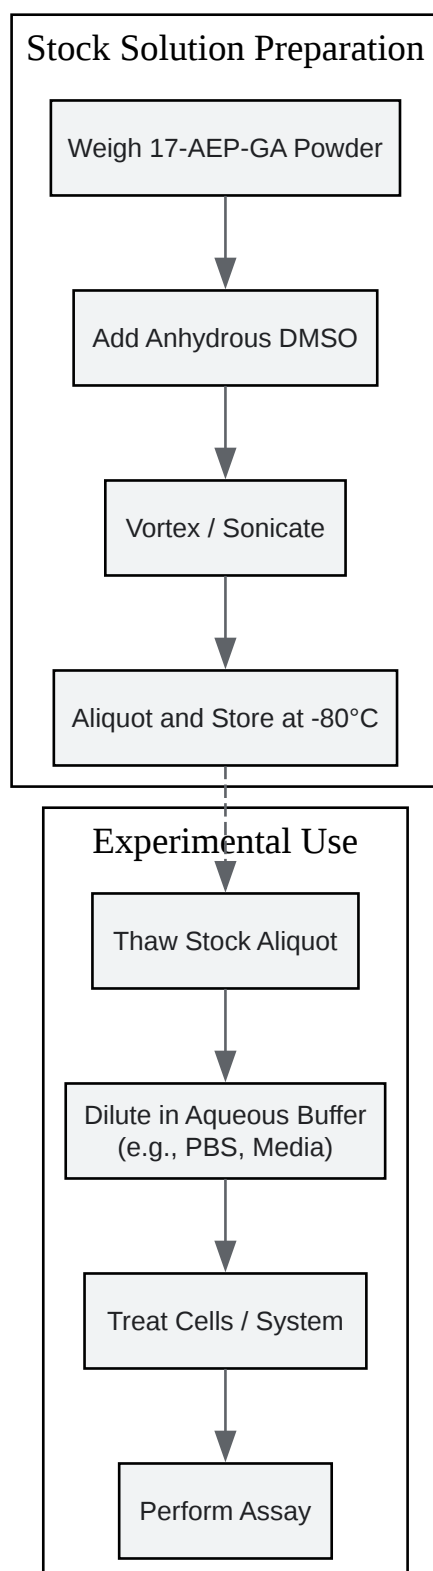 Stock Solution Preparation
Weigh 17-AEP-GA Powder
Add Anhydrous DMSO
Vortex / Sonicate
Aliquot and Store at -80°C
Experimental Use
Thaw Stock Aliquot
Dilute in Aqueous Buffer
(e.g., PBS, Media)
Treat Cells / System
Perform Assay